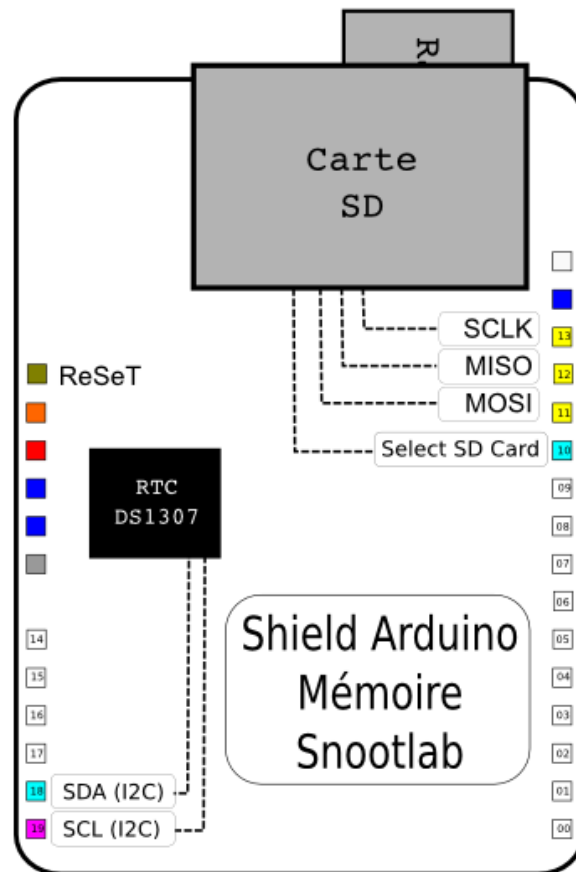 R
Carte
SD
SCLK
13
MISO
12
MOSI
11
ReSeT
Select SD Card
10
RTC
DS1307
09
08
07
06
Shield Arduino
Mémoire
Snootlab
14
05
15
04
16
03
17
02
18
SDA (I2C)
01
19
SCL (I2C)
00